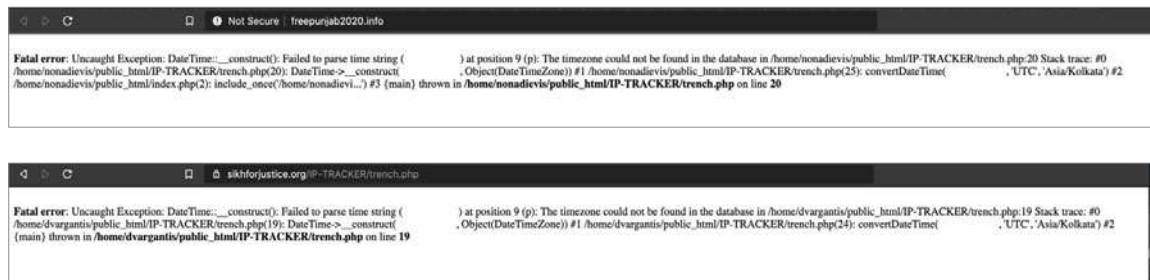 Not Secure | freepunjab2020.info
Fatal error: Uncaught Exception: DateTime::__construct(): Failed to parse time string ( ) at position 9 (p): The timezone could not be found in the database in /home/nonadievis/public_html/IP-TRACKER/trench.php:20 Stack trace: #0
/home/nonadievis/public_html/IP-TRACKER/trench.php(20): DateTime->__construct( , Object(DateTimeZone)) #1 /home/nonadievis/public_html/IP-TRACKER/trench.php(25): convertDateTime( , 'UTC', 'Asia/Kolkata') #2
/home/nonadievis/public_html/index.php(2): include_once('/home/nonadievi...') #3 {main} thrown in /home/nonadievis/public_html/IP-TRACKER/trench.php on line 20
sikhforjustice.org/IP-TRACKER/trench.php
Fatal error: Uncaught Exception: DateTime::__construct(): Failed to parse time string ( ) at position 9 (p): The timezone could not be found in the database in /home/dvargantis/public_html/IP-TRACKER/trench.php:19 Stack trace: #0
/home/dvargantis/public_html/IP-TRACKER/trench.php(19): DateTime->__construct( , Object(DateTimeZone)) #1 /home/dvargantis/public_html/IP-TRACKER/trench.php(24): convertDateTime( , 'UTC', 'Asia/Kolkata') #2
{main} thrown in /home/dvargantis/public_html/IP-TRACKER/trench.php on line 19